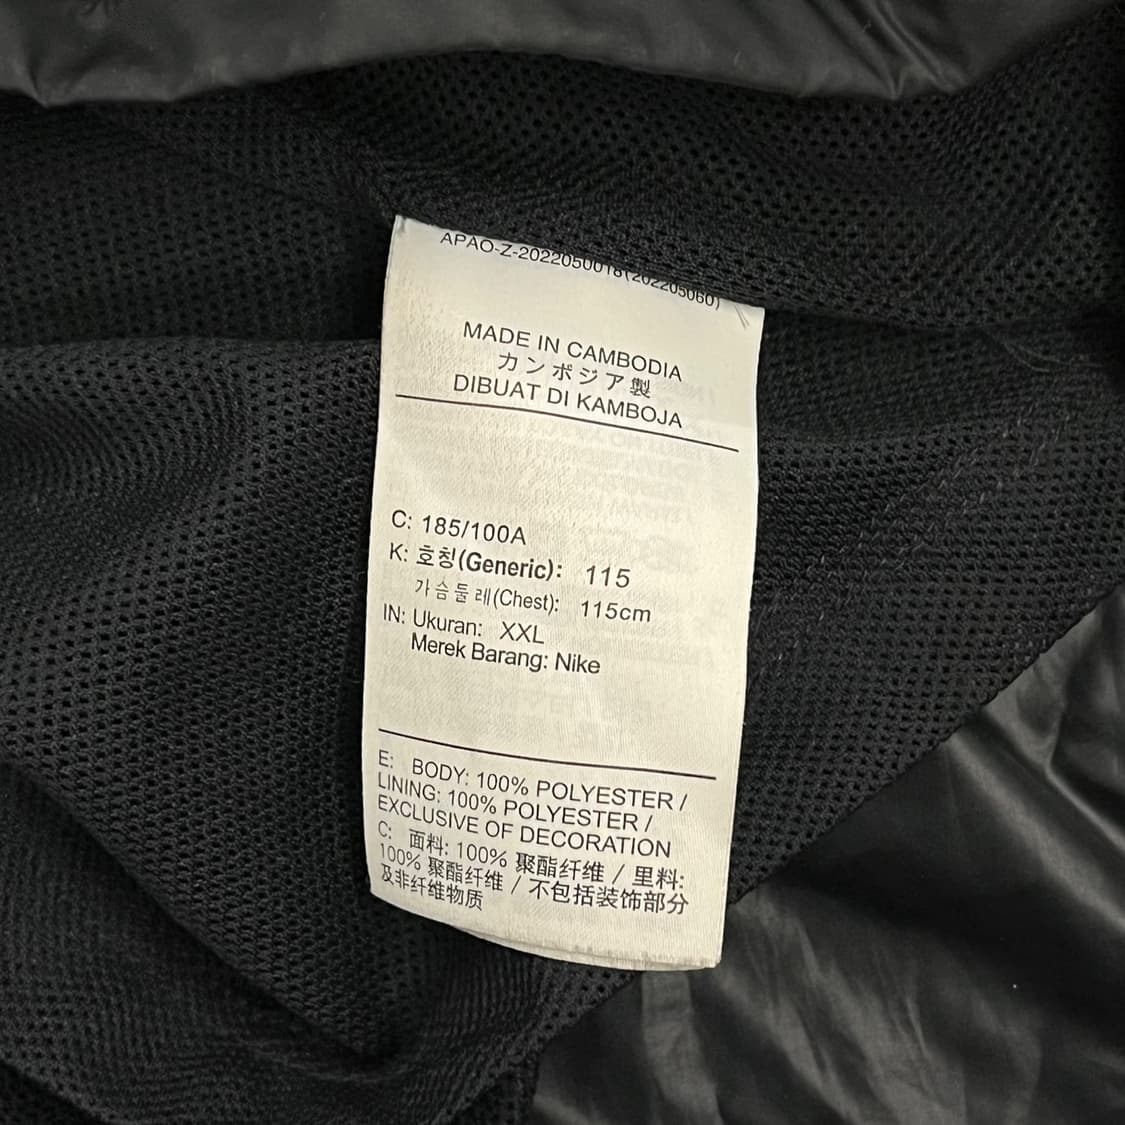 APAO-Z-2022050018(202205060)
MADE IN CAMBODIA
カンボジア製
DIBUAT DI KAMBOJA
C: 185/100A
K: 호칭(Generic): 115
가슴둘레(Chest): 115cm
IN: Ukuran: XXL
Merek Barang: Nike
E: BODY: 100% POLYESTER /
LINING: 100% POLYESTER /
EXCLUSIVE OF DECORATION
C: 面料: 100% 聚酯纤维 / 里料:
100% 聚酯纤维 / 不包括装饰部分
及非纤维物质